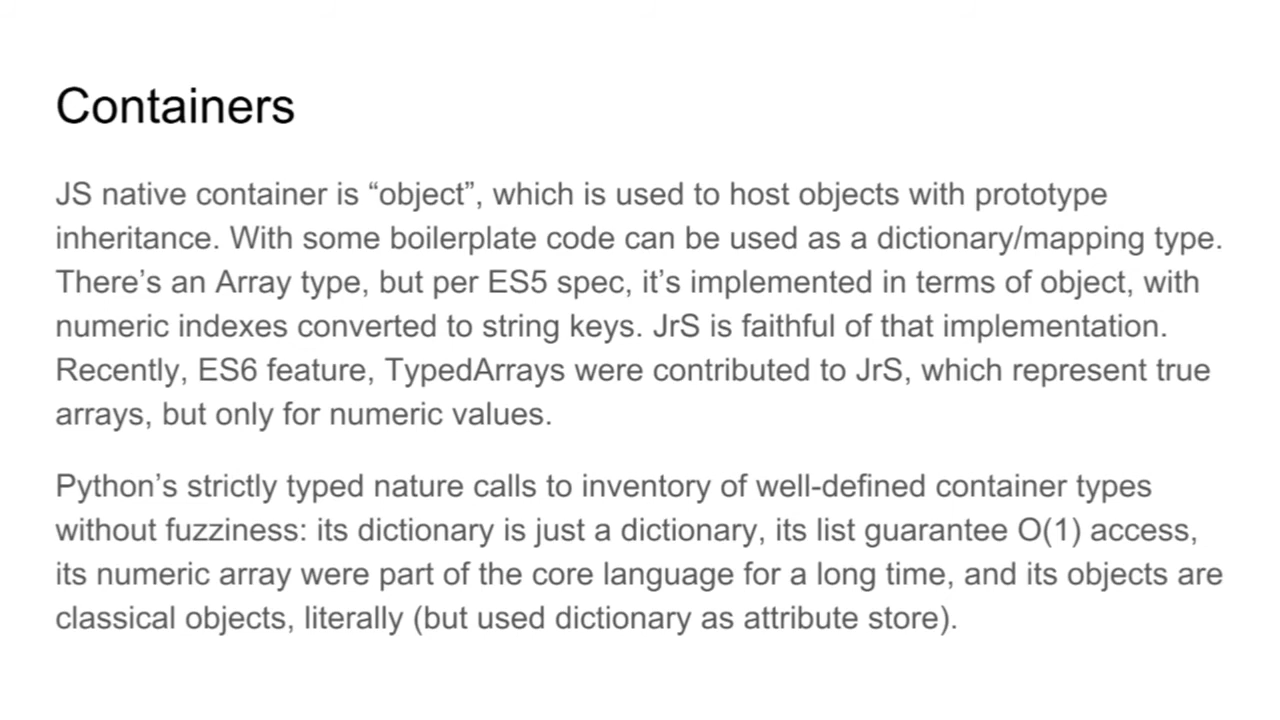 Containers
JS native container is “object”, which is used to host objects with prototype
inheritance. With some boilerplate code can be used as a dictionary/mapping type.
There’s an Array type, but per ES5 spec, it’s implemented in terms of object, with
numeric indexes converted to string keys. JrS is faithful of that implementation.
Recently, ES6 feature, TypedArrays were contributed to JrS, which represent true
arrays, but only for numeric values.
Python’s strictly typed nature calls to inventory of well-defined container types
without fuzziness: its dictionary is just a dictionary, its list guarantee O(1) access,
its numeric array were part of the core language for a long time, and its objects are
classical objects, literally (but used dictionary as attribute store).